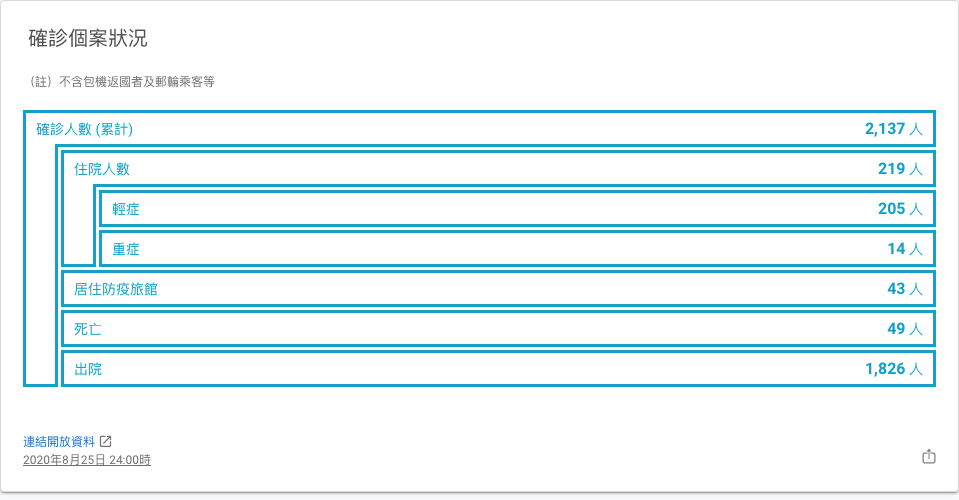 確診個案狀況
（註）不含包機返國者及郵輪乘客等
確診人數 (累計) 2,137 人
住院人數 219 人
輕症 205 人
重症 14 人
居住防疫旅館 43 人
死亡 49 人
出院 1,826 人
連結開放資料
2020年8月25日 24:00時